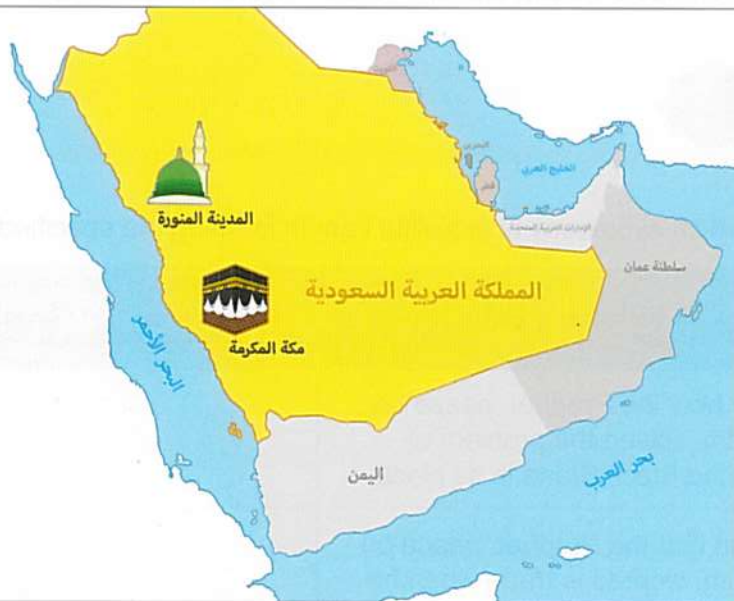 البحرين
الخليج العربي
قطر
المدينة المنورة
الإمارات العربية المتحدة
سلطنة عمان
المملكة العربية السعودية
البحر الأحمر
مكة المكرمة
بحر العرب
اليمن